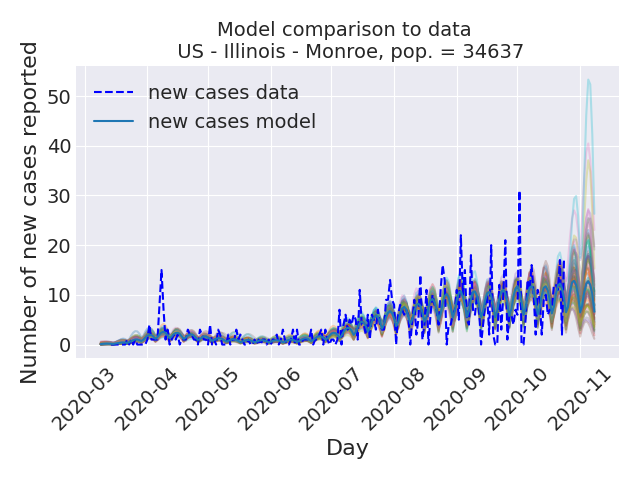 Model comparison to data
US - Illinois - Monroe, pop. = 34637
Number of new cases reported
50
40
30
20
10
0
new cases data
new cases model
2020-03
2020-04
2020-05
2020-06
2020-07
2020-08
2020-09
2020-10
2020-11
Day